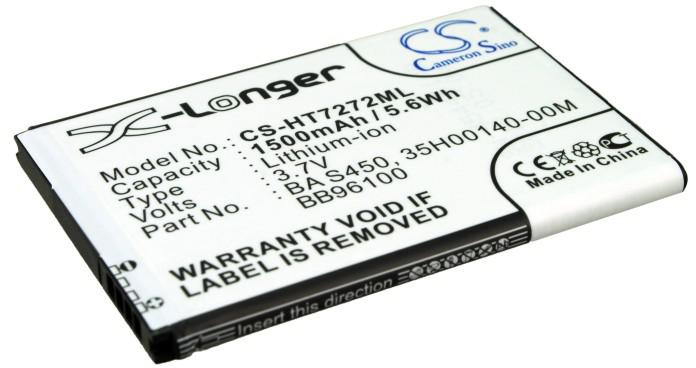 X-Longer
CS
Cameron Sino
Model No. CS-HT7272ML
Capacity 1500mAh / 5.6Wh
Type Lithium-ion
Voltage 3.7V
Part No. BA S450, 35H00140-00M
BB96100
WARRANTY VOID IF
LABEL IS REMOVED
CE
Made in China
Insert this direction